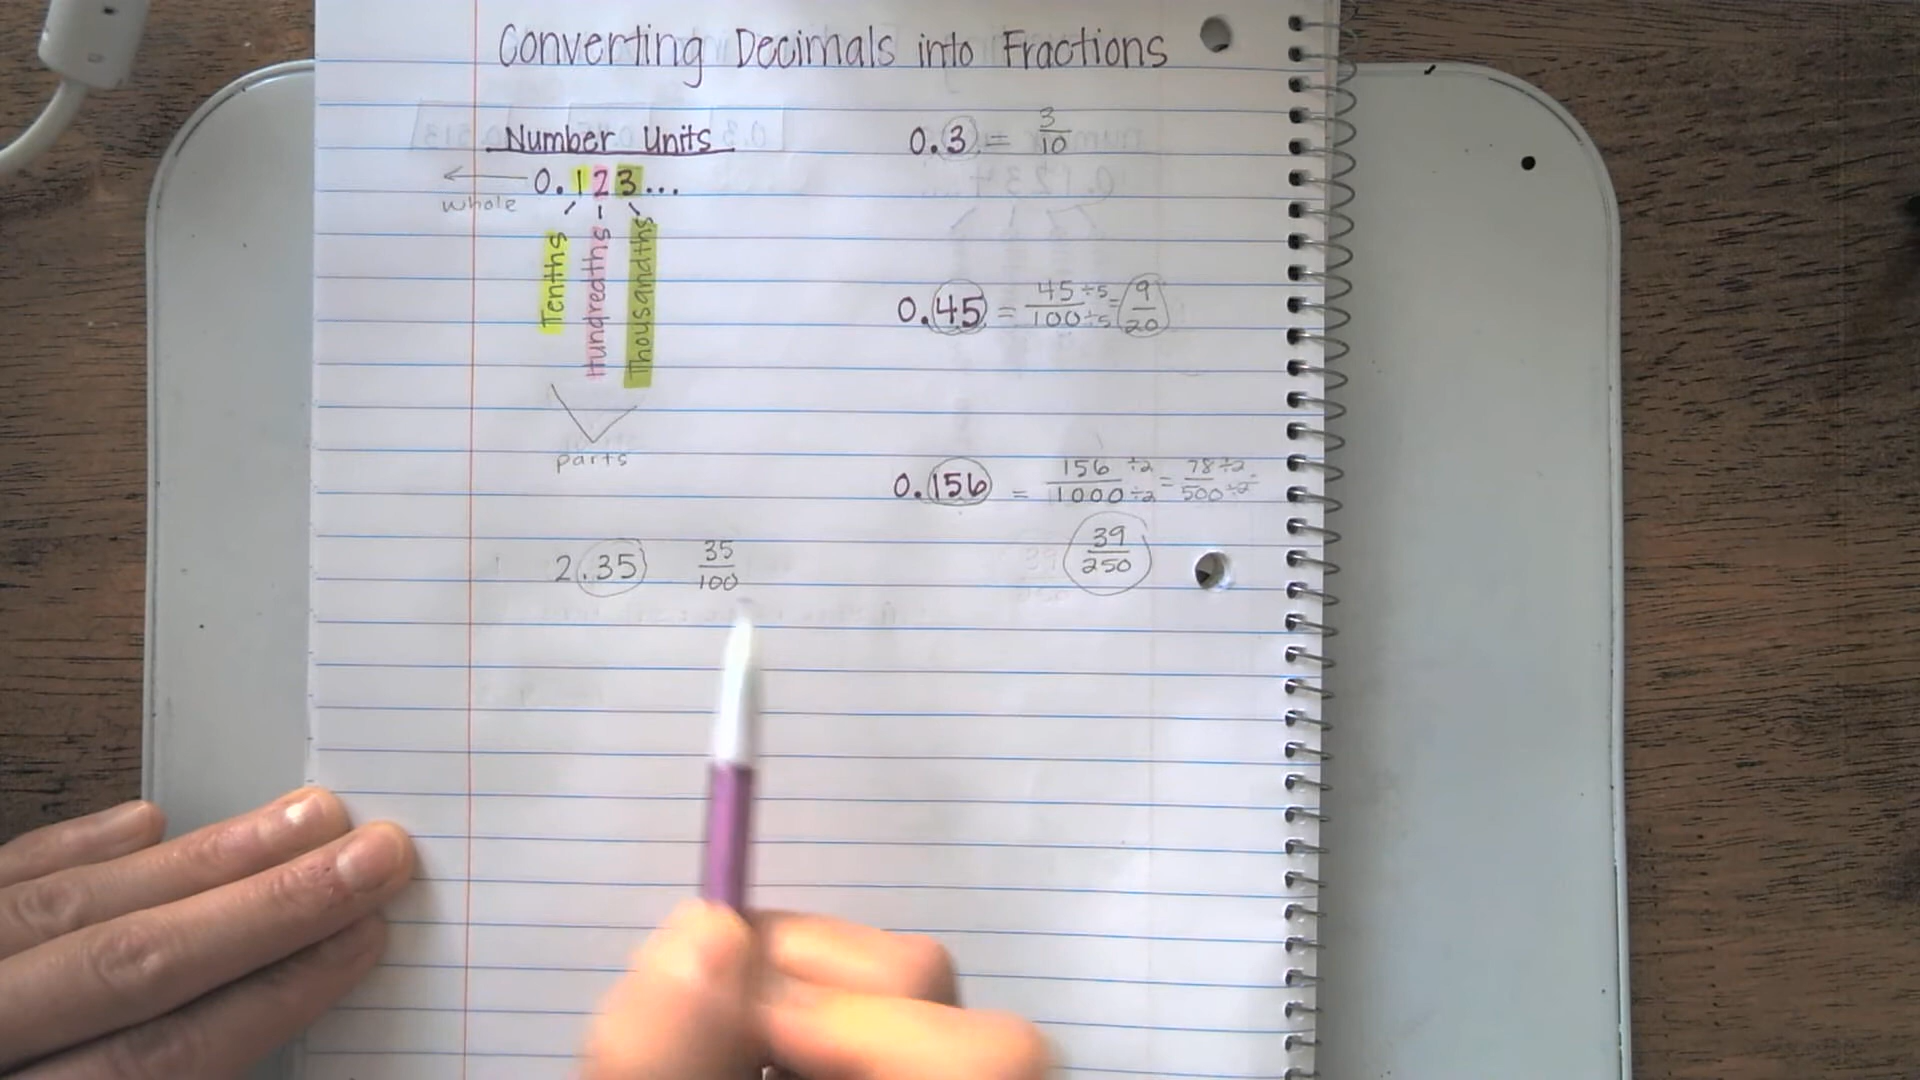 Converting Decimals into Fractions
Number Units
← 0.123...
whole
Tenths
Hundredths
Thousandths
parts
0.3 = 3/10
0.45 = 45÷5/100÷5 = 9/20
0.156 = 156÷2/1000÷2 = 78÷2/500÷2
39/250
2.35 35/100